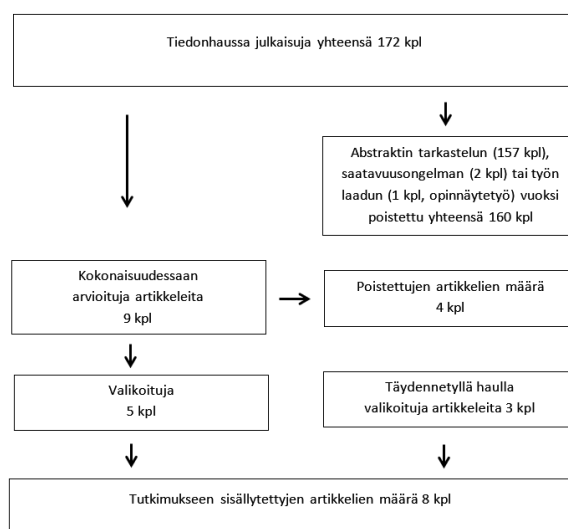 Tiedonhaussa julkaisuja yhteensä 172 kpl
Abstraktin tarkastelun (157 kpl),
saatavuusongelman (2 kpl) tai työn
laadun (1 kpl, opinnäytetyö) vuoksi
poistettu yhteensä 160 kpl
Kokonaisuudessaan
arvioituja artikkeleita
9 kpl
Poistettujen artikkelien määrä
4 kpl
Valikoituja
5 kpl
Täydennetyllä haulla
valikoituja artikkeleita 3 kpl
Tutkimukseen sisällytettyjen artikkelien määrä 8 kpl